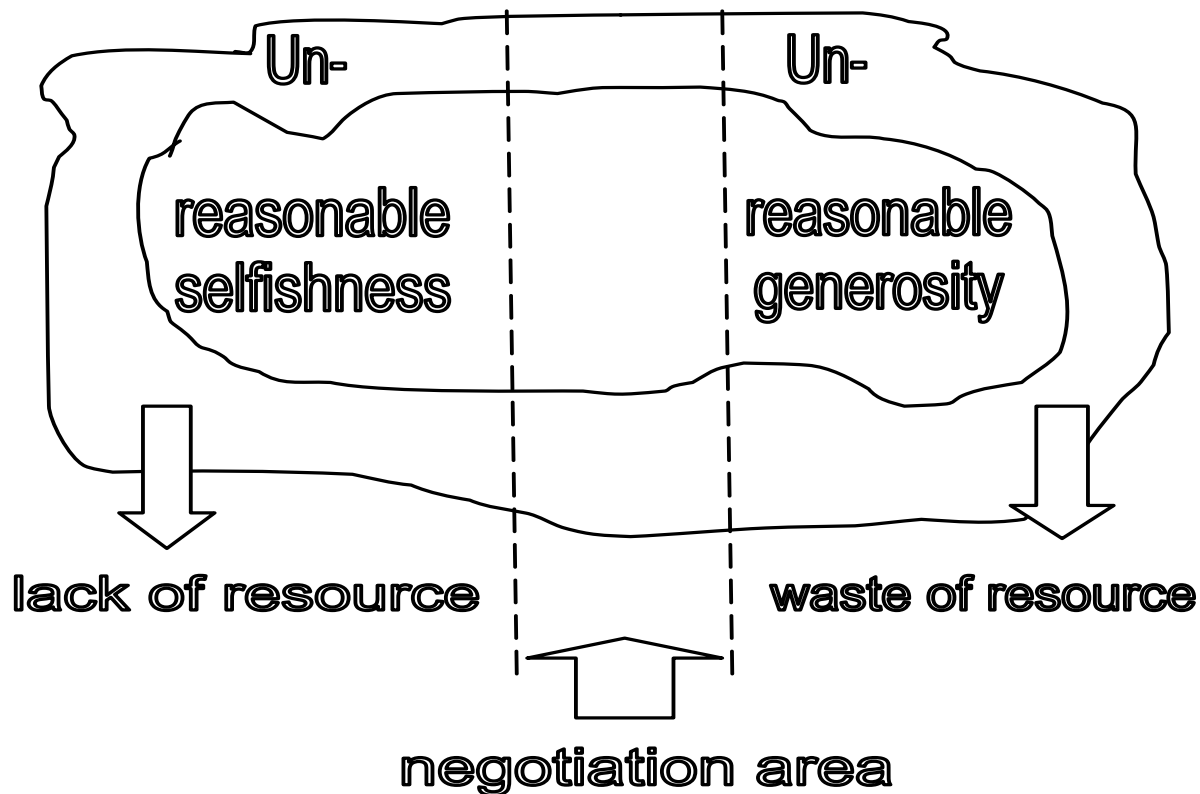 Un-
Un-
reasonable
selfishness
reasonable
generosity
lack of resource
waste of resource
negotiation area